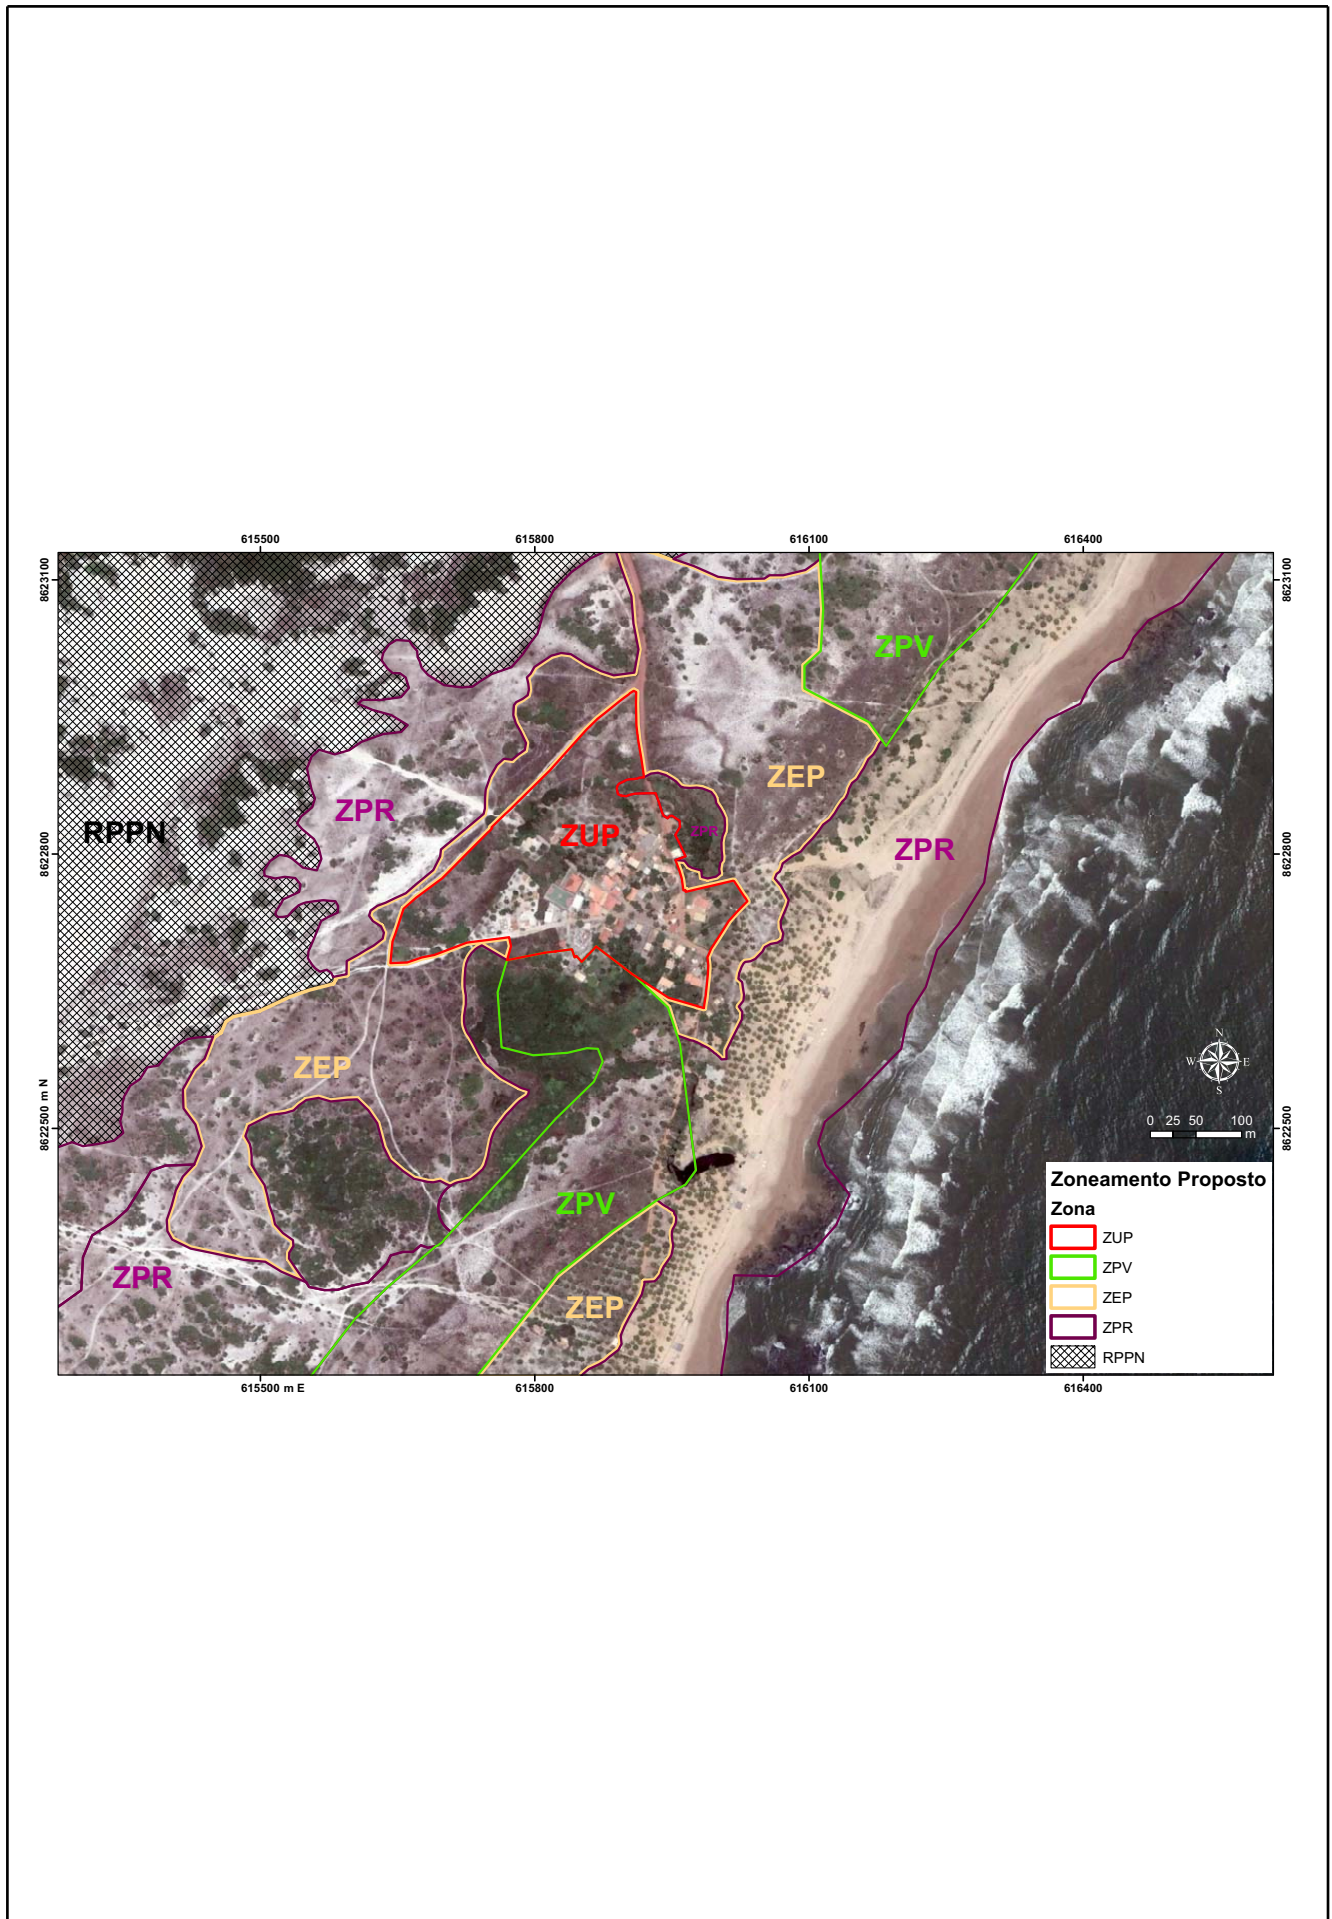 615500 615800 616100 616400
8623100 8623100
ZPV
ZEP
ZPR
RPPN
ZUP
ZPR
ZPR
8622800 8622800
ZEP
N
W E
S
8622500 m N 8622500
0 25 50 100
m
ZPV
ZPR
ZEP
Zoneamento Proposto
Zona
ZUP
ZPV
ZEP
ZPR
RPPN
615500 m E 615800 616100 616400